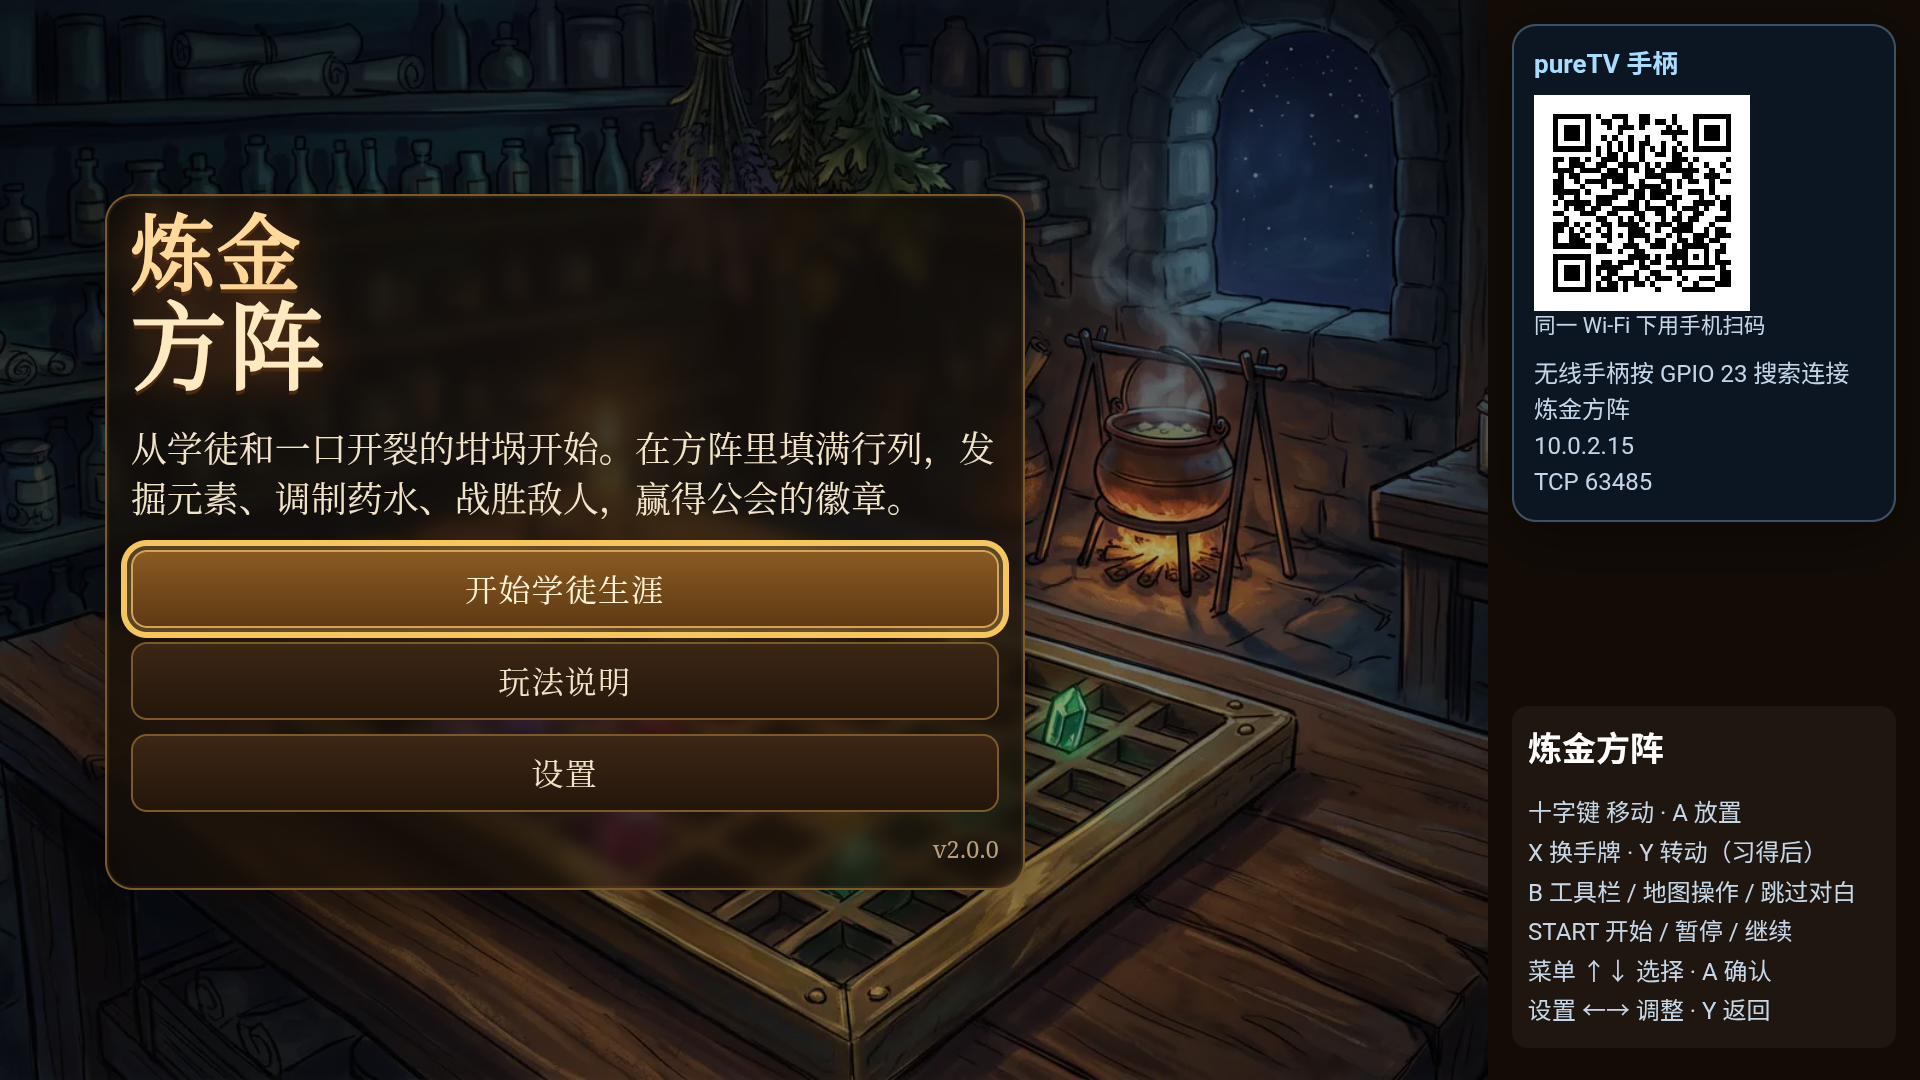 炼金
方阵
从学徒和一口开裂的坩埚开始。在方阵里填满行列，发
掘元素、调制药水、战胜敌人，赢得公会的徽章。
开始学徒生涯
玩法说明
设置
v2.0.0
pureTV 手柄
同一 Wi-Fi 下用手机扫码
无线手柄按 GPIO 23 搜索连接
炼金方阵
10.0.2.15
TCP 63485
炼金方阵
十字键 移动 · A 放置
X 换手牌 · Y 转动（习得后）
B 工具栏 / 地图操作 / 跳过对白
START 开始 / 暂停 / 继续
菜单 ↑↓ 选择 · A 确认
设置 ←→ 调整 · Y 返回